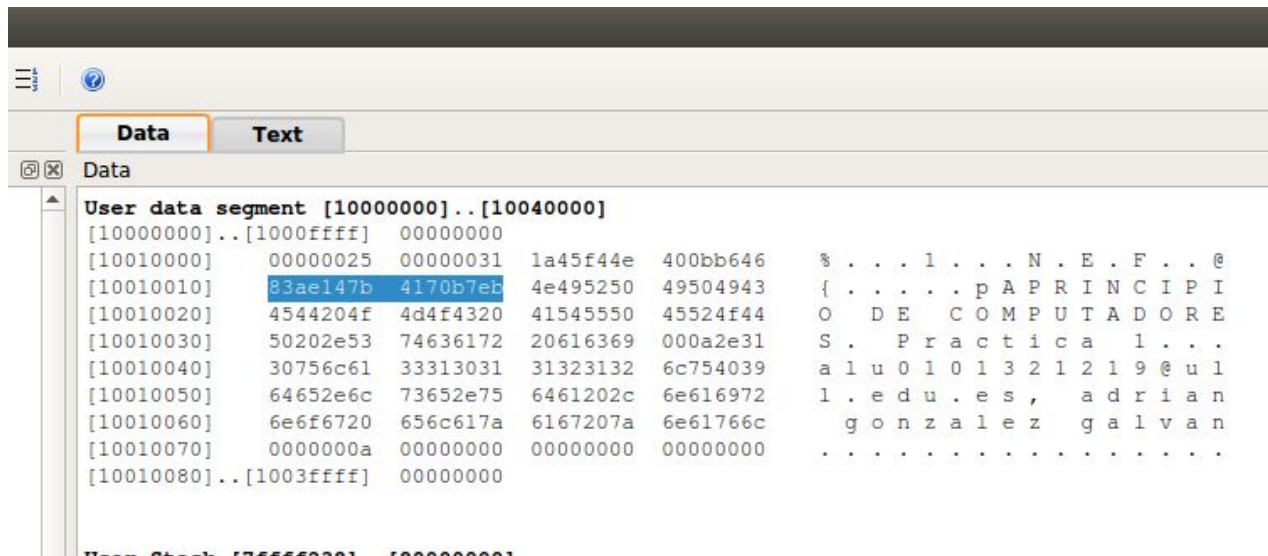 Data Text
Data
User data segment [10000000]..[10040000]
[10000000]..[1000ffff] 00000000
[10010000] 00000025 00000031 1a45f44e 400bb646 % . . . 1 . . . N . E . F . . @
[10010010] 83ae147b 4170b7eb 4e495250 49504943 { . . . . . p A P R I N C I P I
[10010020] 4544204f 4d4f4320 41545550 45524f44 O D E C O M P U T A D O R E
[10010030] 50202e53 74636172 20616369 000a2e31 S . P r a c t i c a 1 . . .
[10010040] 30756c61 33313031 31323132 6c754039 a l u 0 1 0 1 3 2 1 2 1 9 @ u l
[10010050] 64652e6c 73652e75 6461202c 6e616972 l . e d u . e s , a d r i a n
[10010060] 6e6f6720 656c617a 6167207a 6e61766c g o n z a l e z g a l v a n
[10010070] 0000000a 00000000 00000000 00000000 . . . . . . . . . . . . . . . .
[10010080]..[1003ffff] 00000000